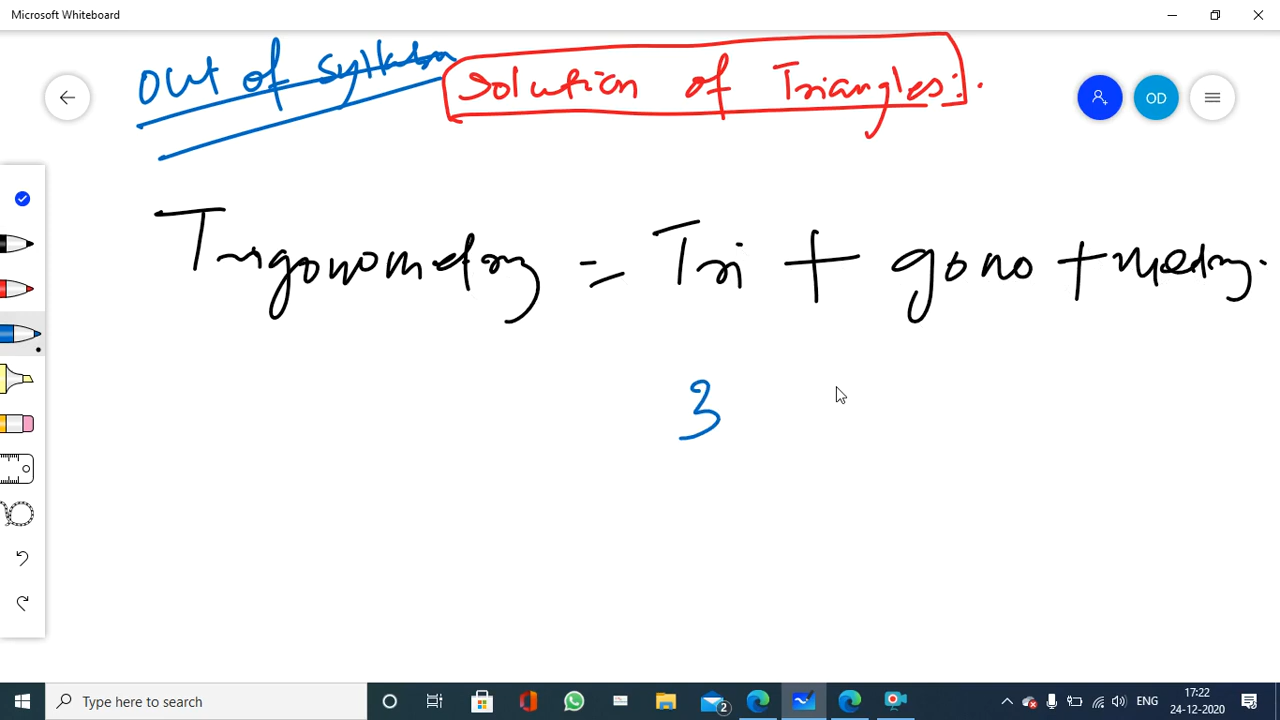 Microsoft Whiteboard
Out of Syllabus Solution of Triangles:-.
OD
Trigonometry = Tri + gono + metry.
3
Type here to search
2
ENG
17:22
24-12-2020